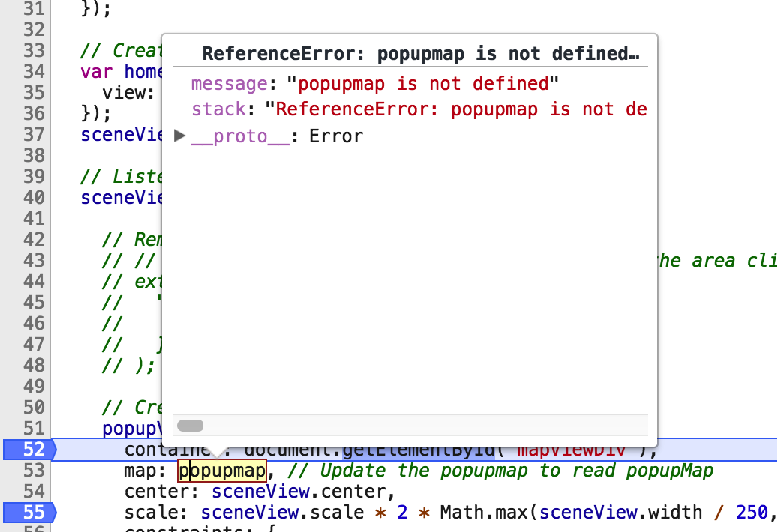 31 });
32
33 // Creat
34 var home
35 view:
36 });
37 sceneVie
38
39 // Liste
40 sceneVie
41
42 // Rem
43 // // he area cli
44 // ext
45 // "
46 //
47 // }
48 // );
49
50 // Cre
51 popupV
52 container: document.getElementById("mapViewDiv"),
53 map: popupmap, // Update the popupmap to read popupMap
54 center: sceneView.center,
55 scale: sceneView.scale * 2 * Math.max(sceneView.width / 250,
56 constraints: {
ReferenceError: popupmap is not defined…
message: "popupmap is not defined"
stack: "ReferenceError: popupmap is not de
▶ __proto__: Error